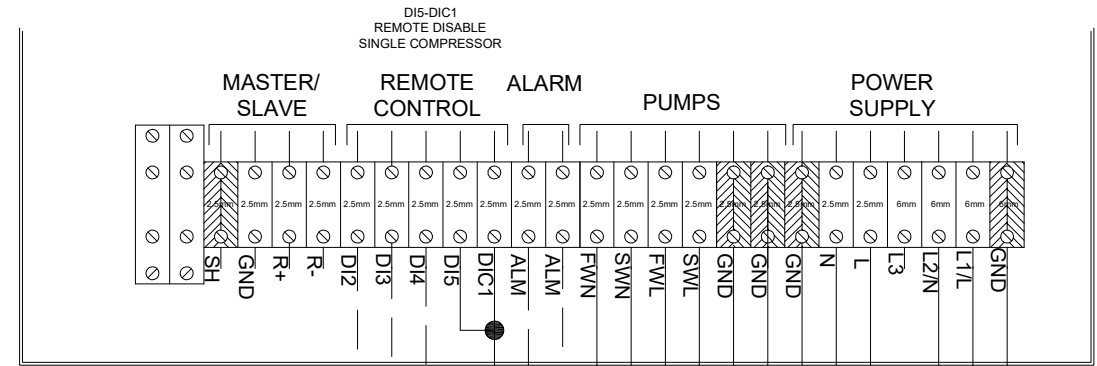 DI5-DIC1
REMOTE DISABLE
SINGLE COMPRESSOR
MASTER/
SLAVE
REMOTE
CONTROL
ALARM
PUMPS
POWER
SUPPLY
2.5mm 2.5mm 2.5mm 2.5mm 2.5mm 2.5mm 2.5mm 2.5mm 2.5mm 2.5mm 2.5mm 2.5mm 2.5mm 2.5mm 2.5mm 2.5mm 2.5mm 2.5mm 2.5mm 2.5mm 6mm 6mm 6mm 6mm
SH
GND
R+
R-
DI2
DI3
DI4
DI5
DIC1
ALM
ALM
FWN
SWN
FWL
SWL
GND
GND
GND
N
L
L3
L2/N
L1/L
GND